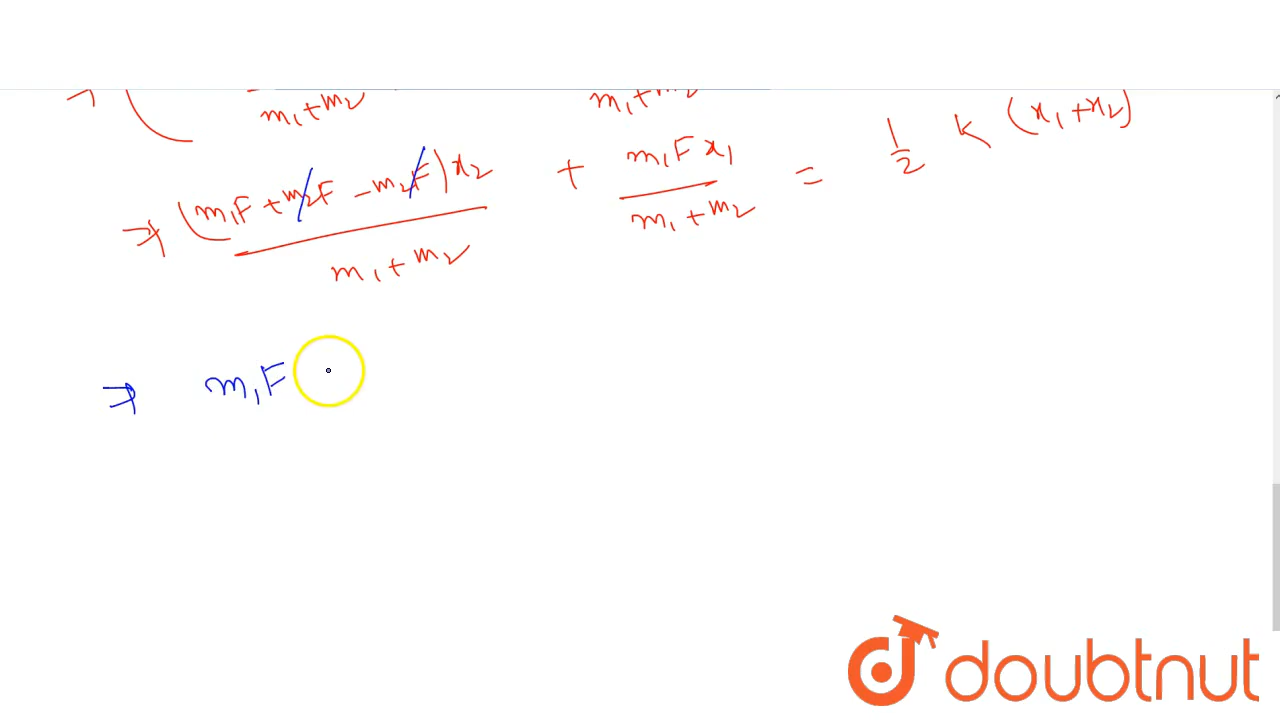 m₁+m₂ m₁+m₂
⇒ (m₁F + m₂F - m₂F)x₂ / m₁+m₂ + m₁F x₁ / m₁+m₂ = 1/2 K (x₁+x₂)
⇒ m₁F
doubtnut